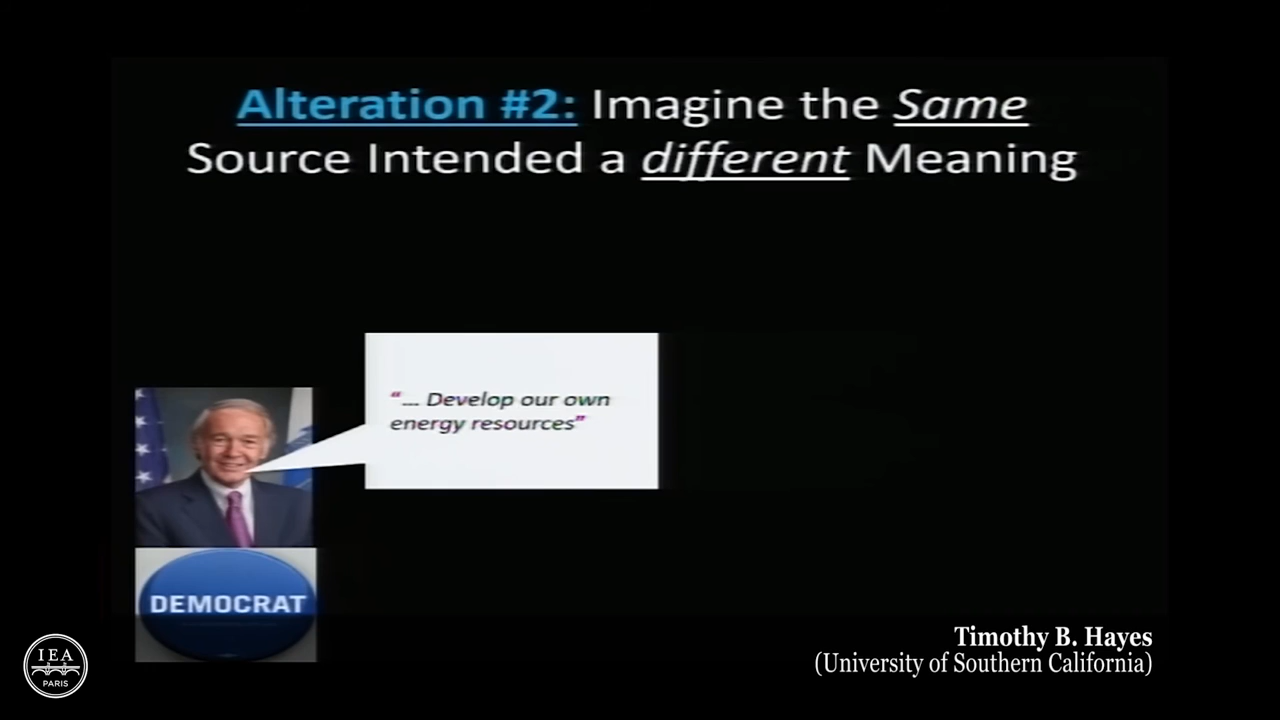 Alteration #2: Imagine the Same
Source Intended a different Meaning
“... Develop our own
energy resources”
DEMOCRAT
Timothy B. Hayes
(University of Southern California)
IEA
PARIS